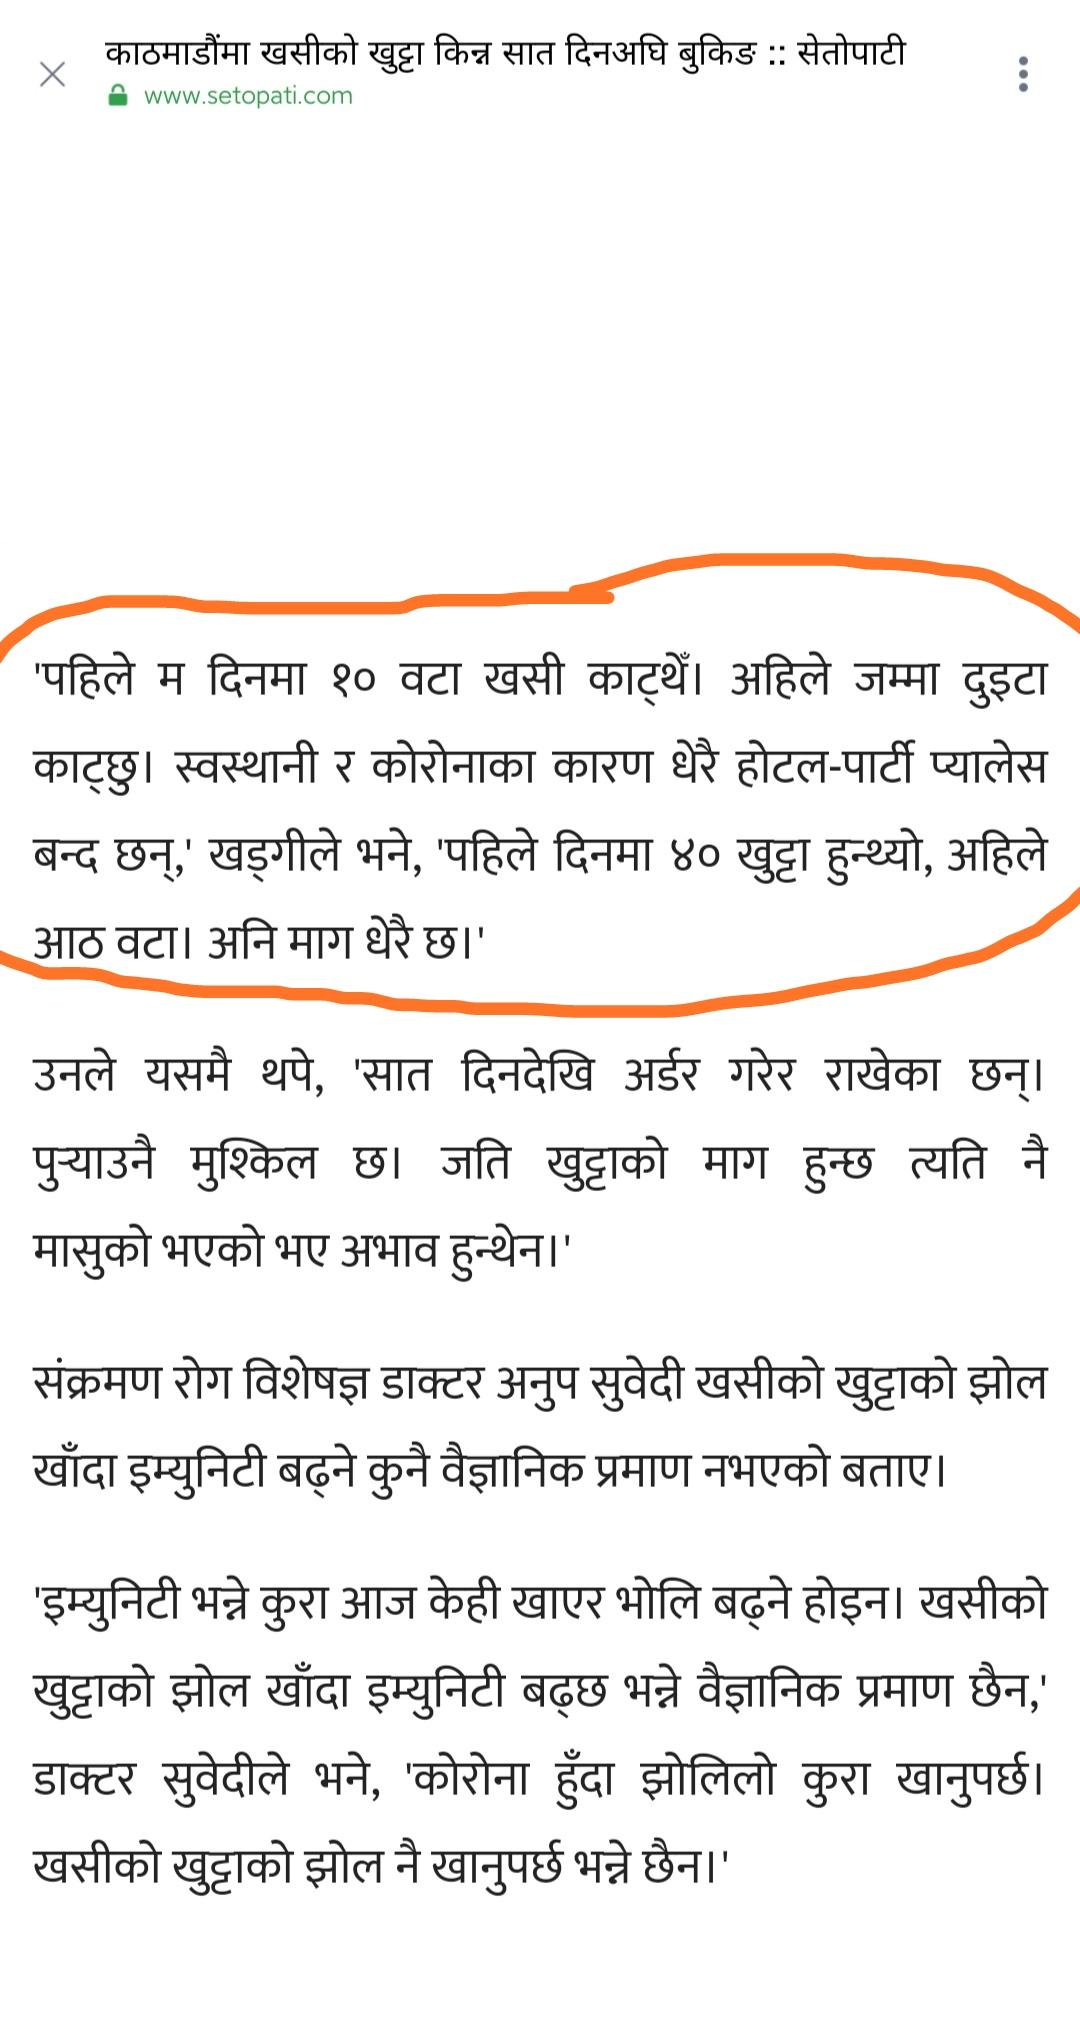 काठमाडौंमा खसीको खुट्टा किन्न सात दिनअघि बुकिङ :: सेतोपाटी
www.setopati.com
'पहिले म दिनमा १० वटा खसी काट्थेँ। अहिले जम्मा दुइटा
काट्छु। स्वस्थानी र कोरोनाका कारण थेरै होटल-पार्टी प्यालेस
बन्द छन्,' खड्गीले भने, 'पहिले दिनमा ४० खुट्टा हुन्थ्यो, अहिले
आठ वटा। अनि माग धेरै छ।'
उनले यसमै थपे, 'सात दिनदेखि अर्डर गरेर राखेका छन्।
पुर्‍याउनै मुश्किल छ। जति खुट्टाको माग हुन्छ त्यति नै
मासुको भएको भए अभाव हुन्थेन।'
संक्रमण रोग विशेषज्ञ डाक्टर अनुप सुवेदी खसीको खुट्टाको झोल
खाँदा इम्युनिटी बढ्ने कुनै वैज्ञानिक प्रमाण नभएको बताए।
'इम्युनिटी भन्ने कुरा आज केही खाएर भोलि बढ्ने होइन। खसीको
खुट्टाको झोल खाँदा इम्युनिटी बढ्छ भन्ने वैज्ञानिक प्रमाण छैन,'
डाक्टर सुवेदीले भने, 'कोरोना हुँदा झोलिलो कुरा खानुपर्छ।
खसीको खुट्टाको झोल नै खानुपर्छ भन्ने छैन।'